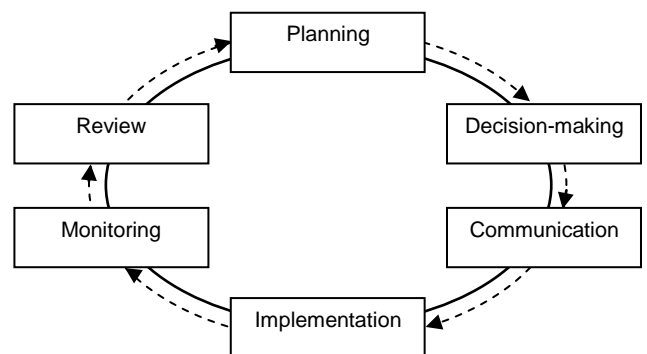 Planning
Review
Decision-making
Monitoring
Communication
Implementation